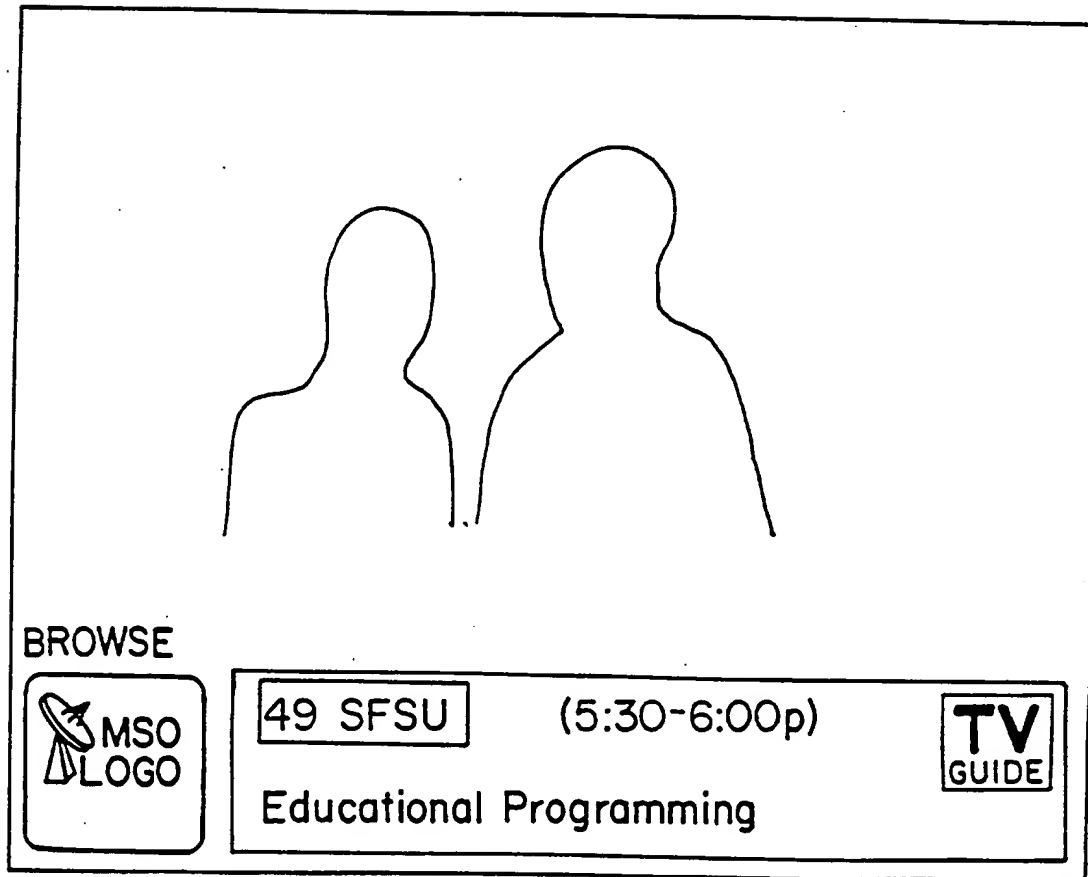 BROWSE
MSO
LOGO
49 SFSU (5:30-6:00p)
TV
GUIDE
Educational Programming